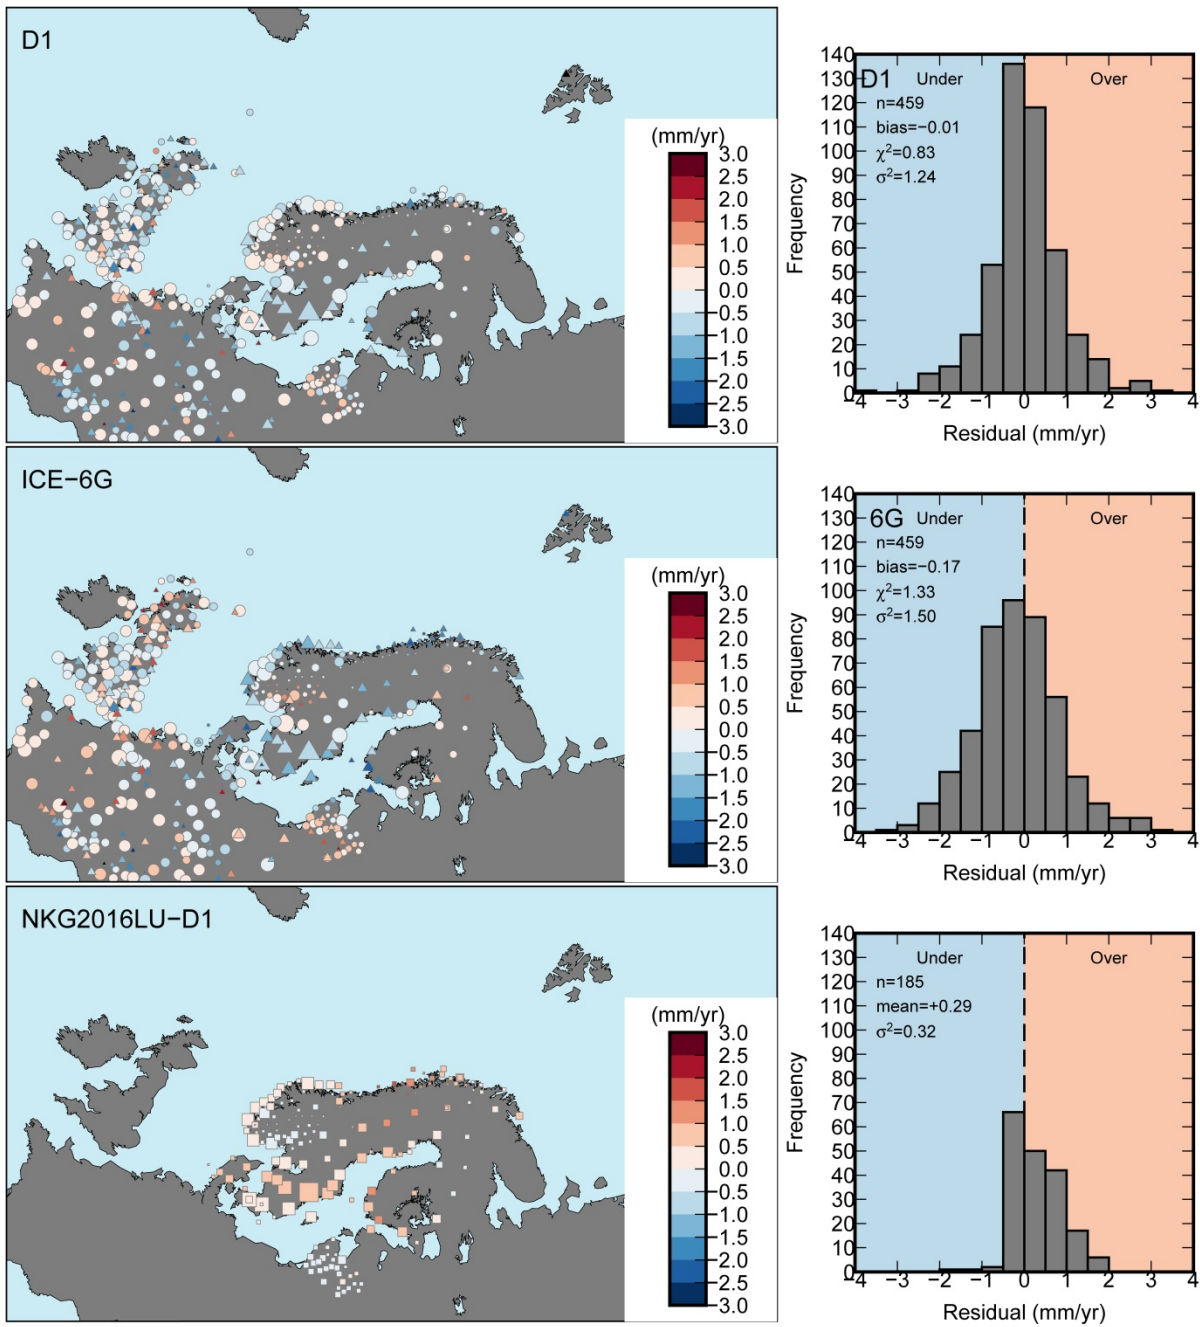 D1
(mm/yr)
3.0
2.5
2.0
1.5
1.0
0.5
0.0
−0.5
−1.0
−1.5
−2.0
−2.5
−3.0
140
130
120
110
100
90
80
70
60
50
40
30
20
10
0
Frequency
D1 Under Over
n=459
bias=−0.01
χ²=0.83
σ²=1.24
−4 −3 −2 −1 0 1 2 3 4
Residual (mm/yr)
ICE−6G
(mm/yr)
3.0
2.5
2.0
1.5
1.0
0.5
0.0
−0.5
−1.0
−1.5
−2.0
−2.5
−3.0
140
130
120
110
100
90
80
70
60
50
40
30
20
10
0
Frequency
6G Under Over
n=459
bias=−0.17
χ²=1.33
σ²=1.50
−4 −3 −2 −1 0 1 2 3 4
Residual (mm/yr)
NKG2016LU−D1
(mm/yr)
3.0
2.5
2.0
1.5
1.0
0.5
0.0
−0.5
−1.0
−1.5
−2.0
−2.5
−3.0
140
130
120
110
100
90
80
70
60
50
40
30
20
10
0
Frequency
Under Over
n=185
mean=+0.29
σ²=0.32
−4 −3 −2 −1 0 1 2 3 4
Residual (mm/yr)